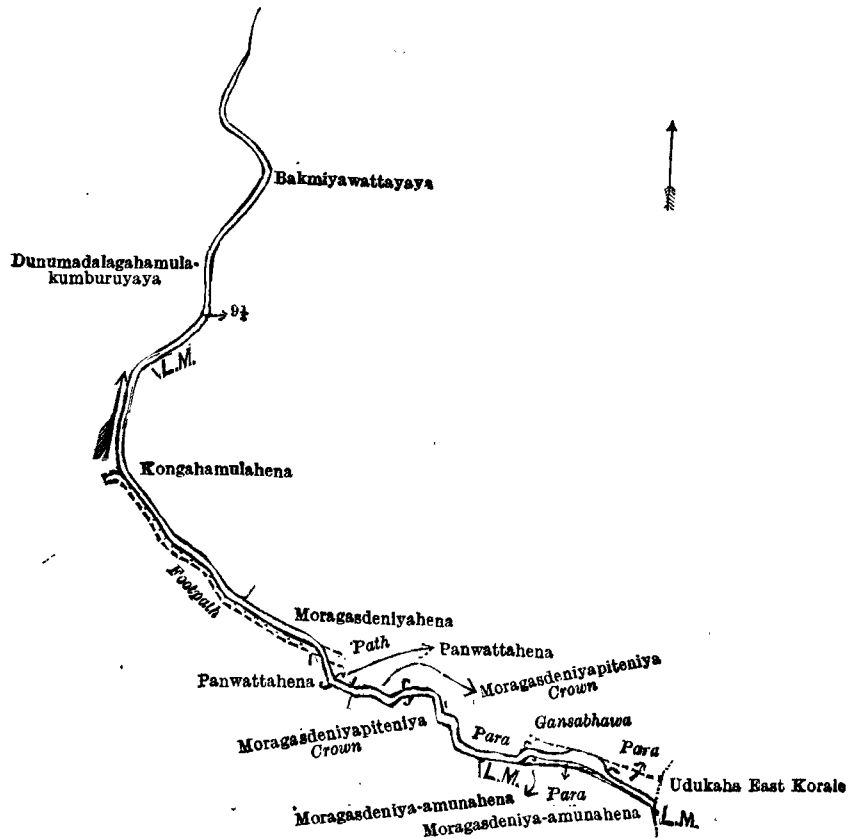 Bakmiyawattayaya
Dunumadalagahamula-
kumburuyaya
9½
L.M.
Kongahamulahena
Footpath
Moragasdeniyahena
Path
Panwattahena
Panwattahena
Moragasdeniyapiteniya
Crown
Moragasdeniyapiteniya
Crown
Gansabhawa
Para
Para
Udukaha East Korale
L.M.
Para
Moragasdeniya-amunahena
Moragasdeniya-amunahena
L.M.